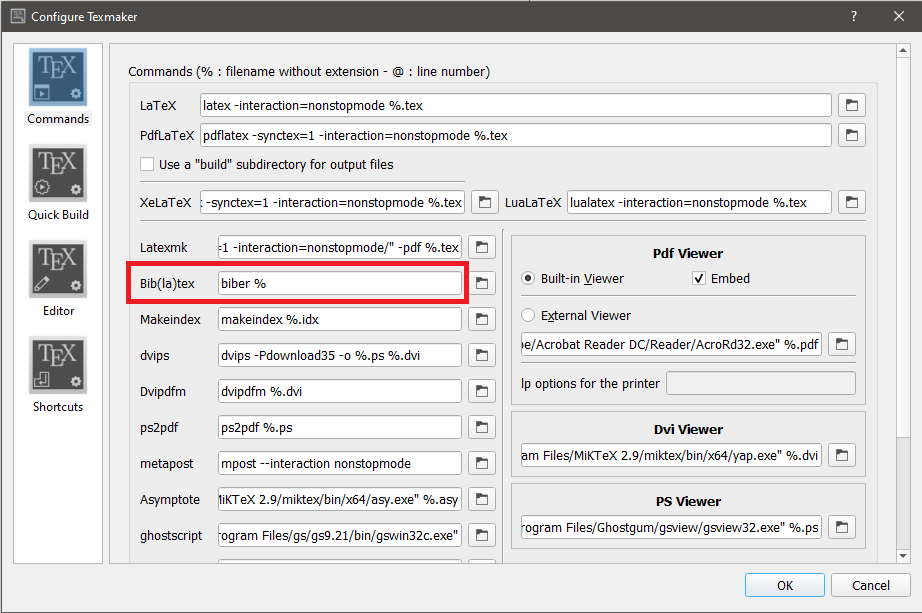 Configure Texmaker
Commands
Quick Build
Editor
Shortcuts
Commands (% : filename without extension - @ : line number)
LaTeX latex -interaction=nonstopmode %.tex
PdfLaTeX pdflatex -synctex=1 -interaction=nonstopmode %.tex
Use a "build" subdirectory for output files
XeLaTeX : -synctex=1 -interaction=nonstopmode %.tex LuaLaTeX lualatex -interaction=nonstopmode %.tex
Latexmk =1 -interaction=nonstopmode/" -pdf %.tex
Bib(la)tex biber %
Makeindex makeindex %.idx
dvips dvips -Pdownload35 -o %.ps %.dvi
Dvipdfm dvipdfm %.dvi
ps2pdf ps2pdf %.ps
metapost mpost --interaction nonstopmode
Asymptote MiKTeX 2.9/miktex/bin/x64/asy.exe" %.asy
ghostscript rogram Files/gs/gs9.21/bin/gswin32c.exe"
Pdf Viewer
Built-in Viewer Embed
External Viewer
be/Acrobat Reader DC/Reader/AcroRd32.exe" %.pdf
lp options for the printer
Dvi Viewer
am Files/MiKTeX 2.9/miktex/bin/x64/yap.exe" %.dvi
PS Viewer
rogram Files/Ghostgum/gsview/gsview32.exe" %.ps
OK Cancel